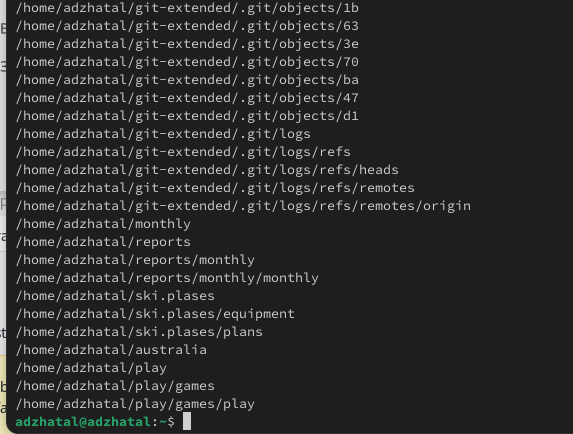 /home/adzhatal/git-extended/.git/objects/1b
/home/adzhatal/git-extended/.git/objects/63
/home/adzhatal/git-extended/.git/objects/3e
/home/adzhatal/git-extended/.git/objects/70
/home/adzhatal/git-extended/.git/objects/ba
/home/adzhatal/git-extended/.git/objects/47
/home/adzhatal/git-extended/.git/objects/d1
/home/adzhatal/git-extended/.git/logs
/home/adzhatal/git-extended/.git/logs/refs
/home/adzhatal/git-extended/.git/logs/refs/heads
/home/adzhatal/git-extended/.git/logs/refs/remotes
/home/adzhatal/git-extended/.git/logs/refs/remotes/origin
/home/adzhatal/monthly
/home/adzhatal/reports
/home/adzhatal/reports/monthly
/home/adzhatal/reports/monthly/monthly
/home/adzhatal/ski.plases
/home/adzhatal/ski.plases/equipment
/home/adzhatal/ski.plases/plans
/home/adzhatal/australia
/home/adzhatal/play
/home/adzhatal/play/games
/home/adzhatal/play/games/play
adzhatal@adzhatal:~$